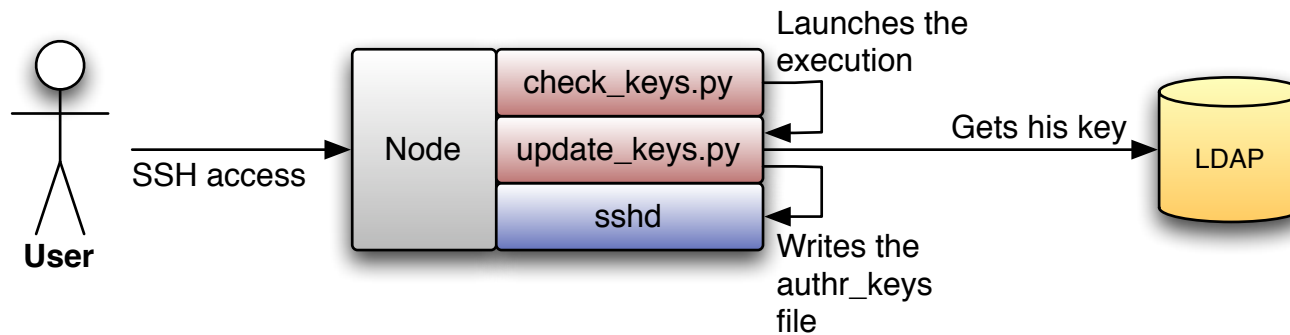 Launches the
execution
check_keys.py
Node
update_keys.py
Gets his key
LDAP
SSH access
sshd
User
Writes the
authr_keys
file